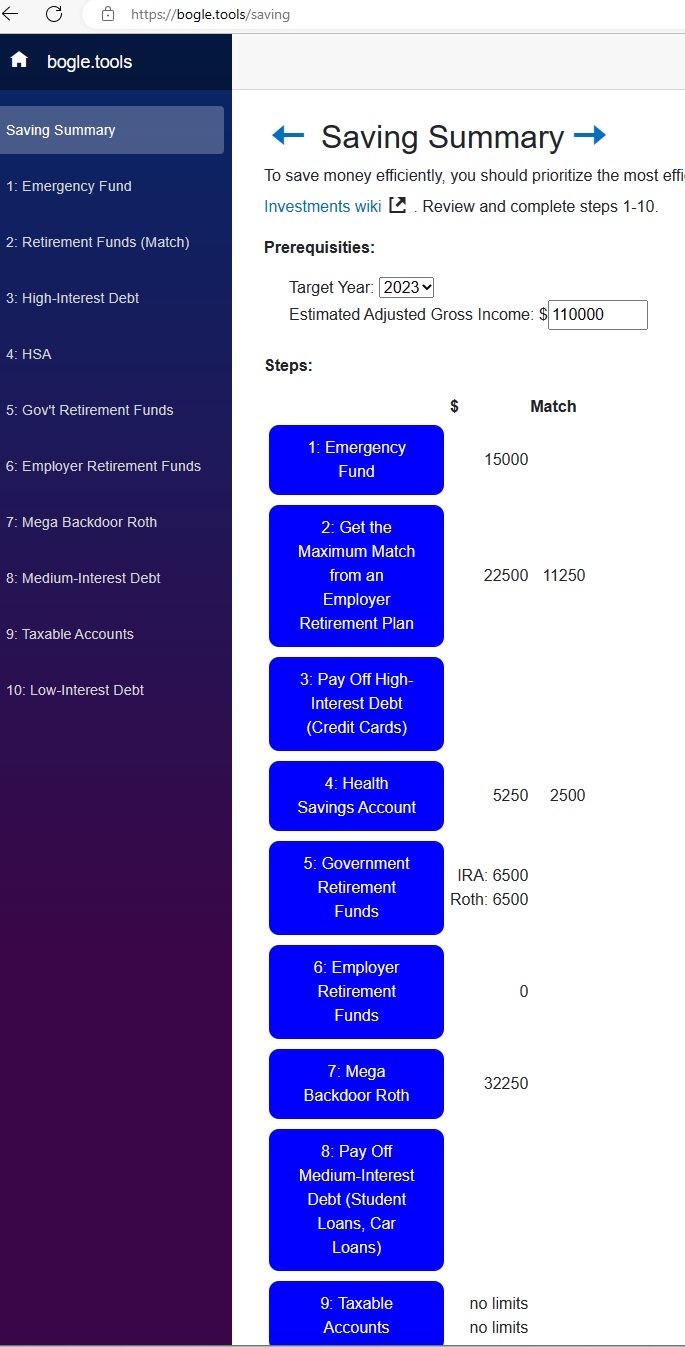 https://bogle.tools/saving
bogle.tools
Saving Summary
1: Emergency Fund
2: Retirement Funds (Match)
3: High-Interest Debt
4: HSA
5: Gov't Retirement Funds
6: Employer Retirement Funds
7: Mega Backdoor Roth
8: Medium-Interest Debt
9: Taxable Accounts
10: Low-Interest Debt
Saving Summary
To save money efficiently, you should prioritize the most effi
Investments wiki . Review and complete steps 1-10.
Prerequisities:
Target Year: 2023
Estimated Adjusted Gross Income: $ 110000
Steps:
$ Match
1: Emergency
Fund
15000
2: Get the
Maximum Match
from an
Employer
Retirement Plan
22500 11250
3: Pay Off High-
Interest Debt
(Credit Cards)
4: Health
Savings Account
5250 2500
5: Government
Retirement
Funds
IRA: 6500
Roth: 6500
6: Employer
Retirement
Funds
0
7: Mega
Backdoor Roth
32250
8: Pay Off
Medium-Interest
Debt (Student
Loans, Car
Loans)
9: Taxable
Accounts
no limits
no limits